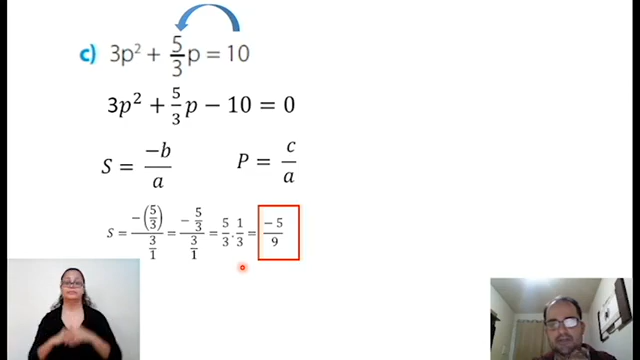 c) 3p² + 5/3 p = 10
3p² + 5/3 p − 10 = 0
S = −b/a
P = c/a
S = −(5/3)/(3/1) = −5/3/(3/1) = 5/3 . 1/3 = −5/9